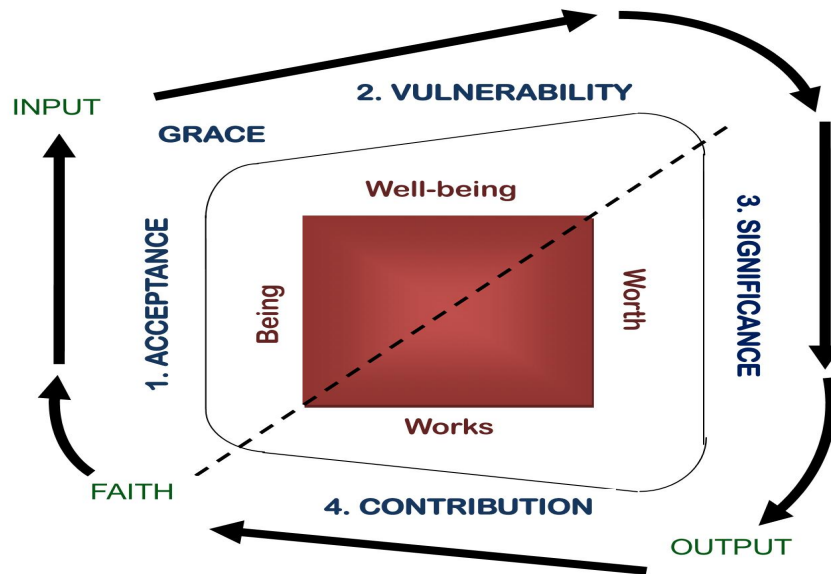 2. VULNERABILITY
INPUT
GRACE
Well-being
1. ACCEPTANCE
Being
Worth
3. SIGNIFICANCE
Works
FAITH
4. CONTRIBUTION
OUTPUT